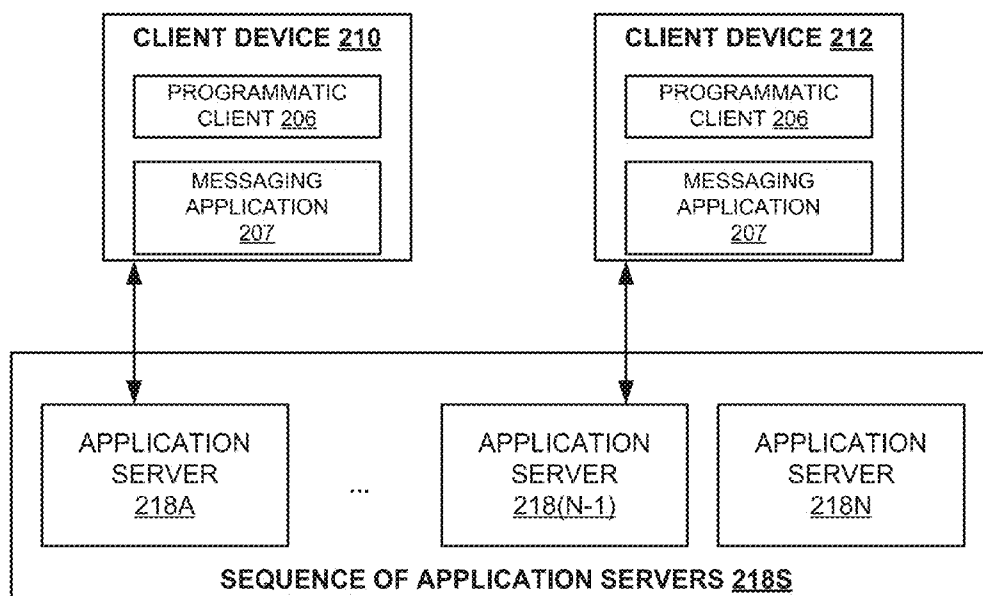 CLIENT DEVICE 210
PROGRAMMATIC
CLIENT 206
MESSAGING
APPLICATION
207
CLIENT DEVICE 212
PROGRAMMATIC
CLIENT 206
MESSAGING
APPLICATION
207
APPLICATION
SERVER
218A
...
APPLICATION
SERVER
218(N-1)
APPLICATION
SERVER
218N
SEQUENCE OF APPLICATION SERVERS 218S